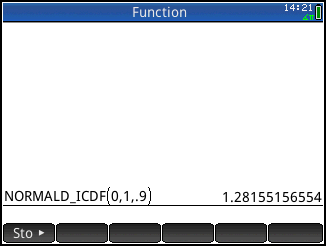 Function
14:21
NORMALD_ICDF(0,1,.9) 1.28155156554
Sto ▸